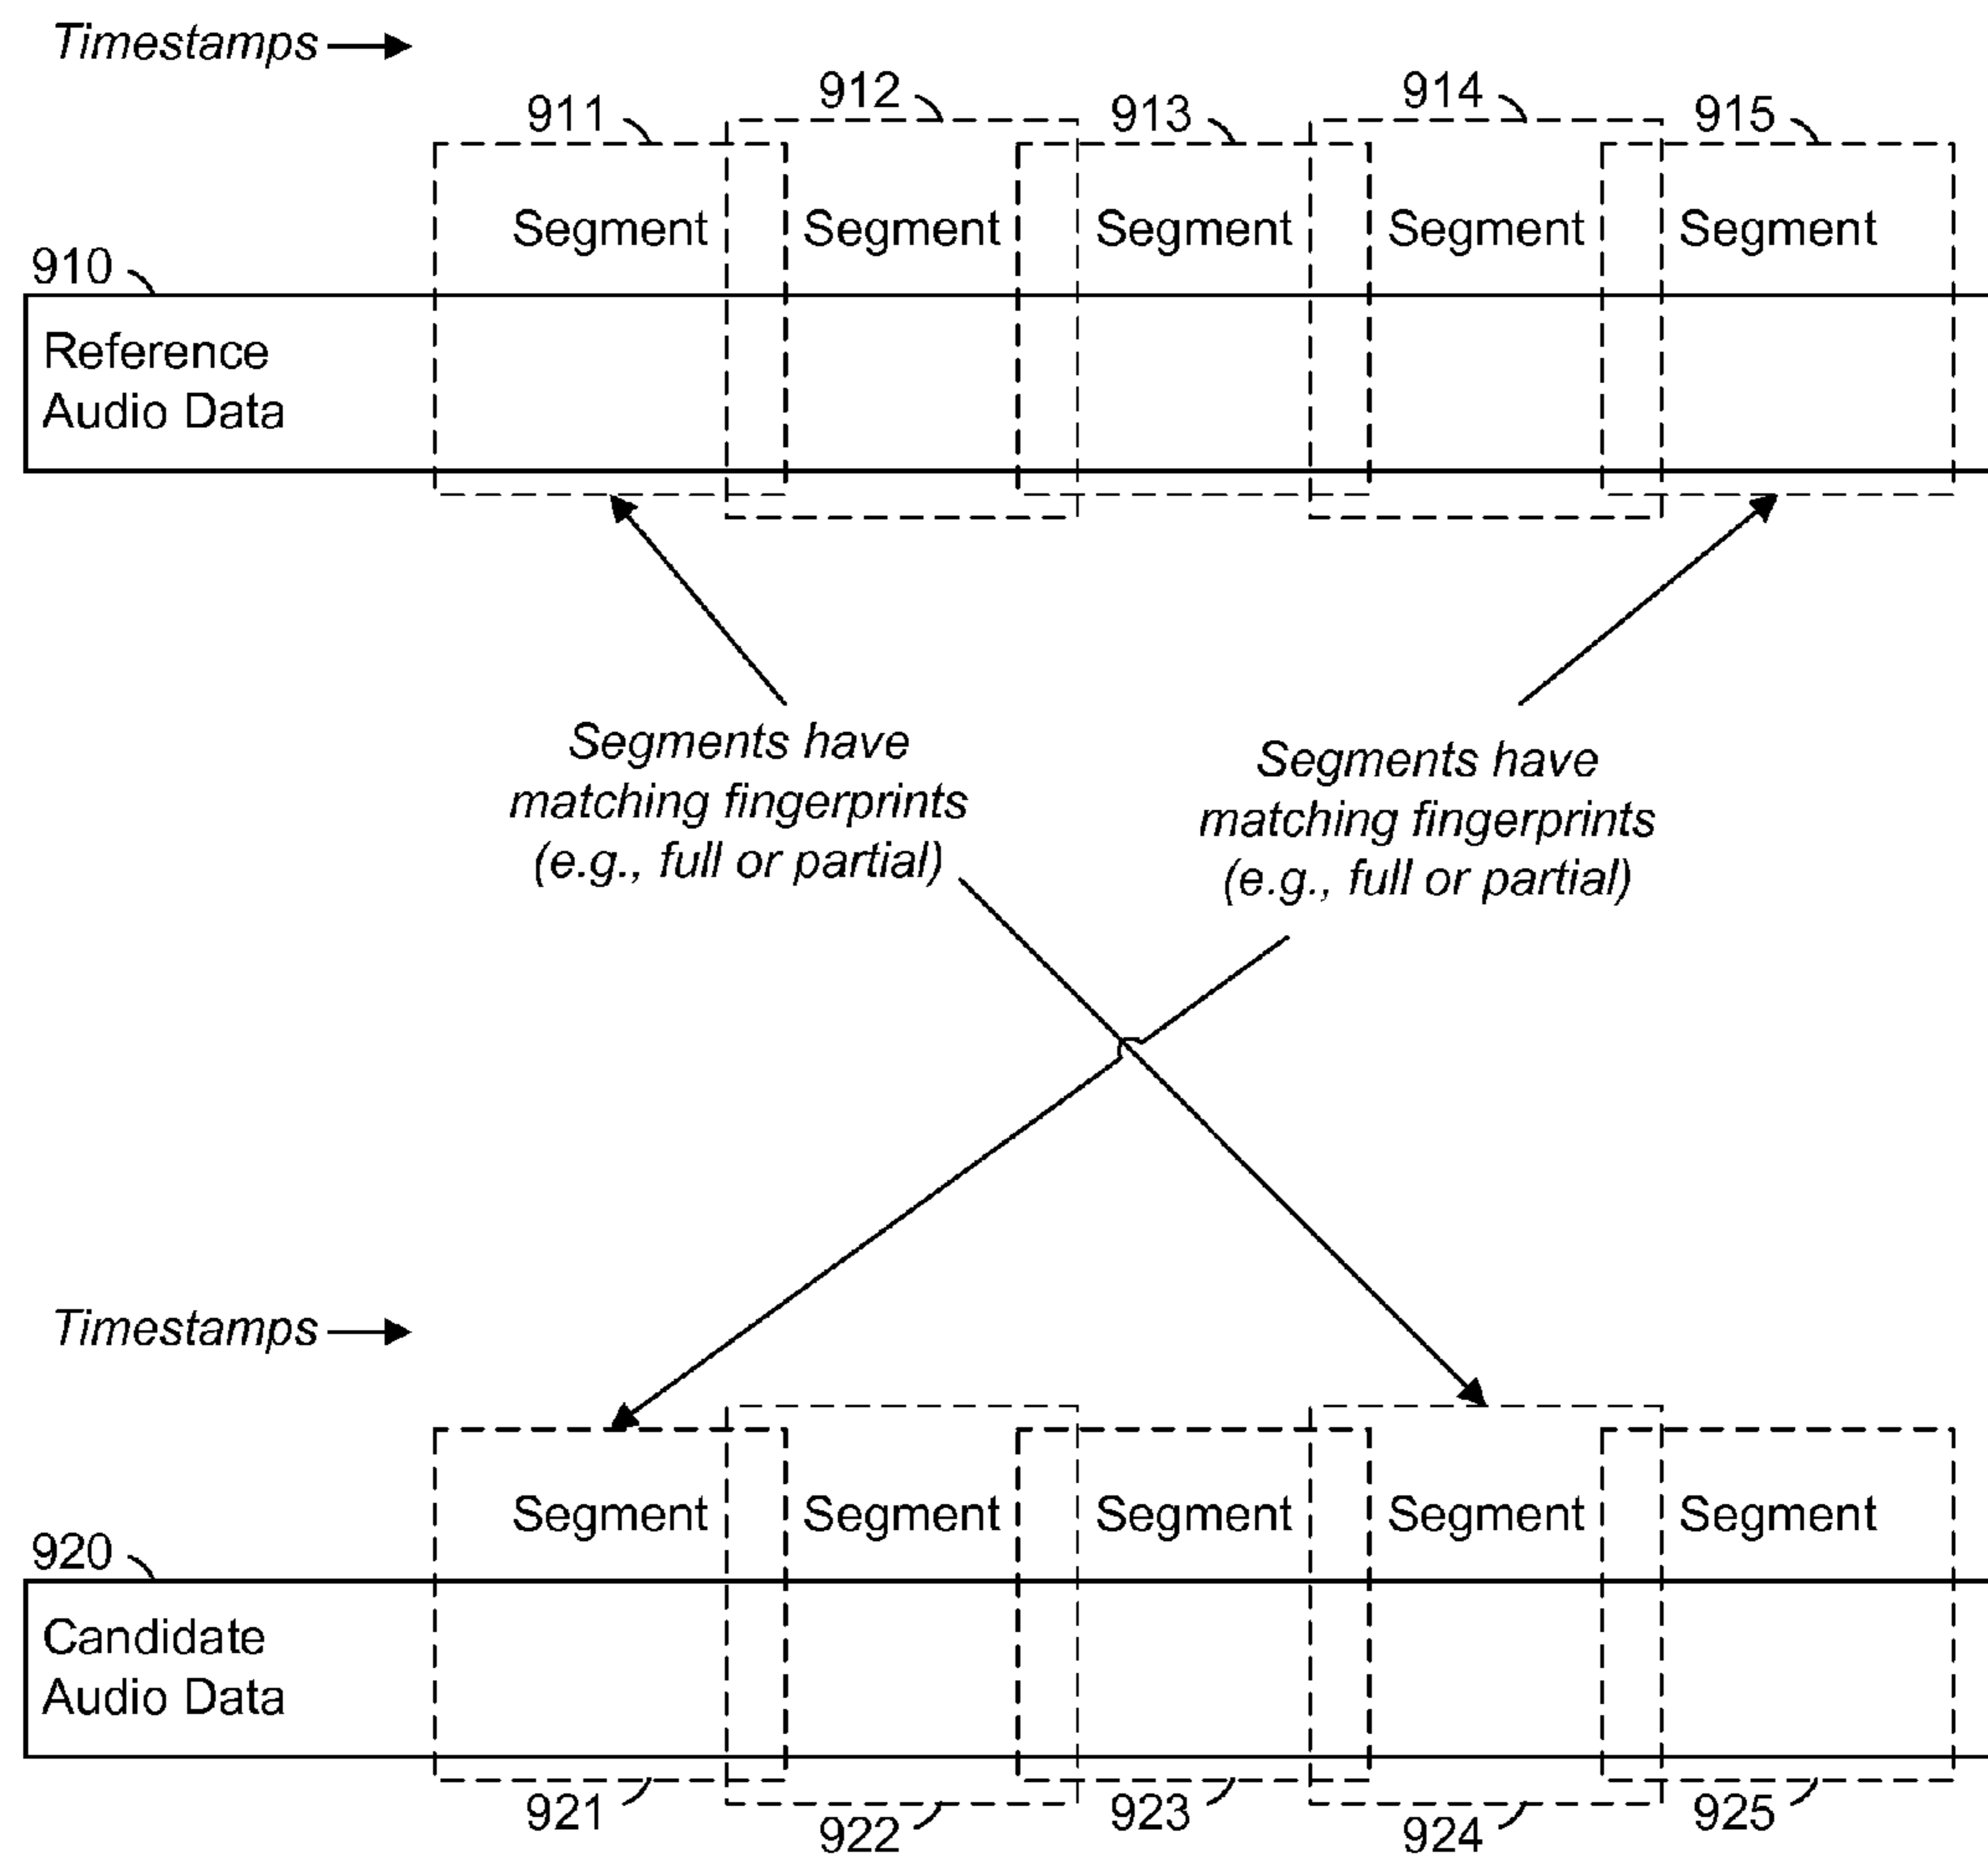 Timestamps
911
912
913
914
915
Segment
Segment
Segment
Segment
Segment
910
Reference
Audio Data
Segments have
matching fingerprints
(e.g., full or partial)
Segments have
matching fingerprints
(e.g., full or partial)
Timestamps
Segment
Segment
Segment
Segment
Segment
920
Candidate
Audio Data
921
922
923
924
925